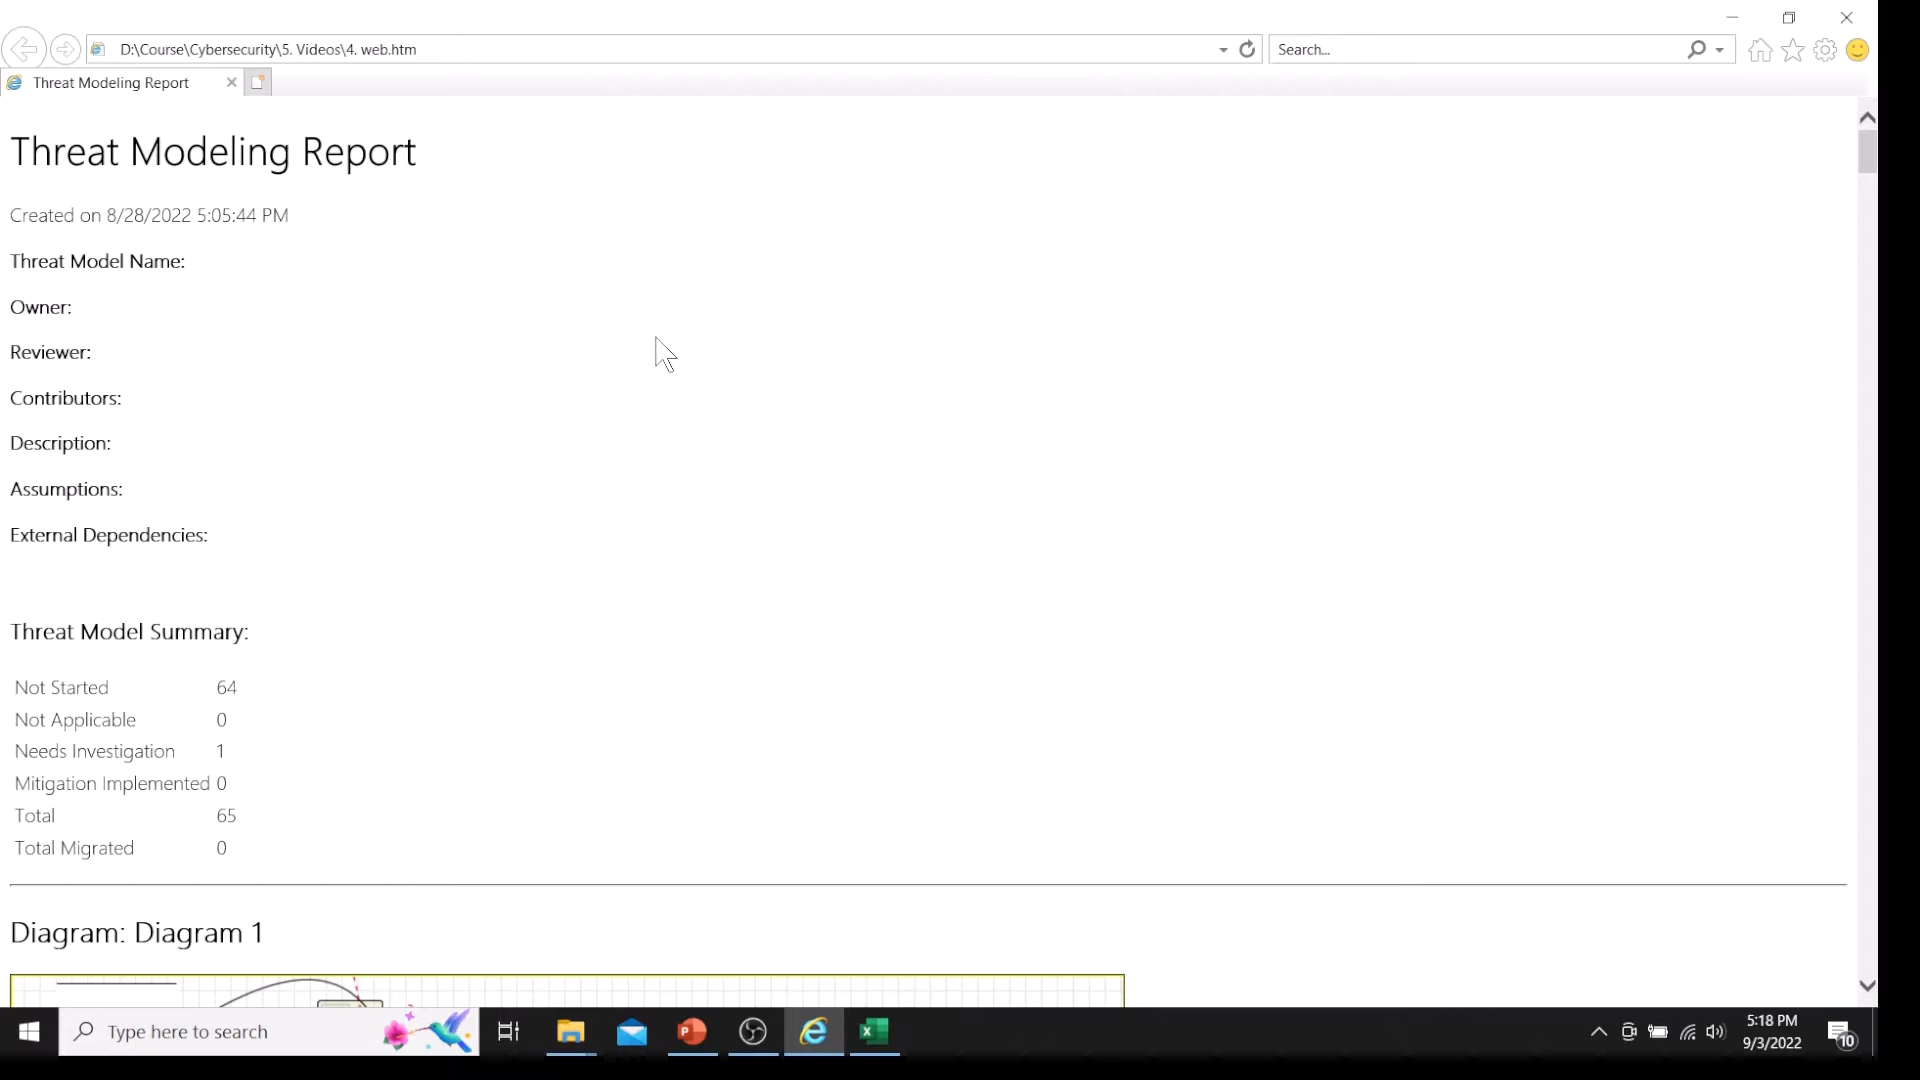 D:\Course\Cybersecurity\5. Videos\4. web.htm
Search...
Threat Modeling Report
Threat Modeling Report
Created on 8/28/2022 5:05:44 PM
Threat Model Name:
Owner:
Reviewer:
Contributors:
Description:
Assumptions:
External Dependencies:
Threat Model Summary:
Not Started 64
Not Applicable 0
Needs Investigation 1
Mitigation Implemented 0
Total 65
Total Migrated 0
Diagram: Diagram 1
Type here to search
5:18 PM
9/3/2022
10